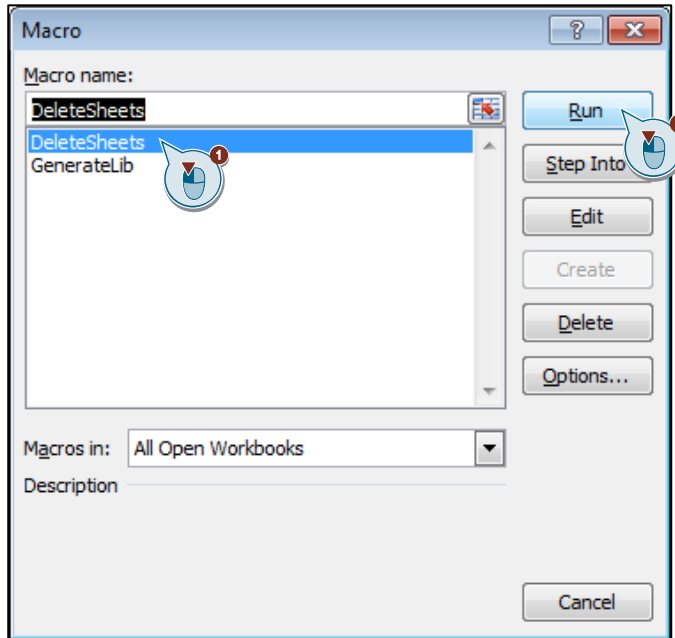 Macro
Macro name:
DeleteSheets
Run
DeleteSheets
GenerateLib
1
Step Into
Edit
Create
Delete
Options...
Macros in:
All Open Workbooks
Description
Cancel